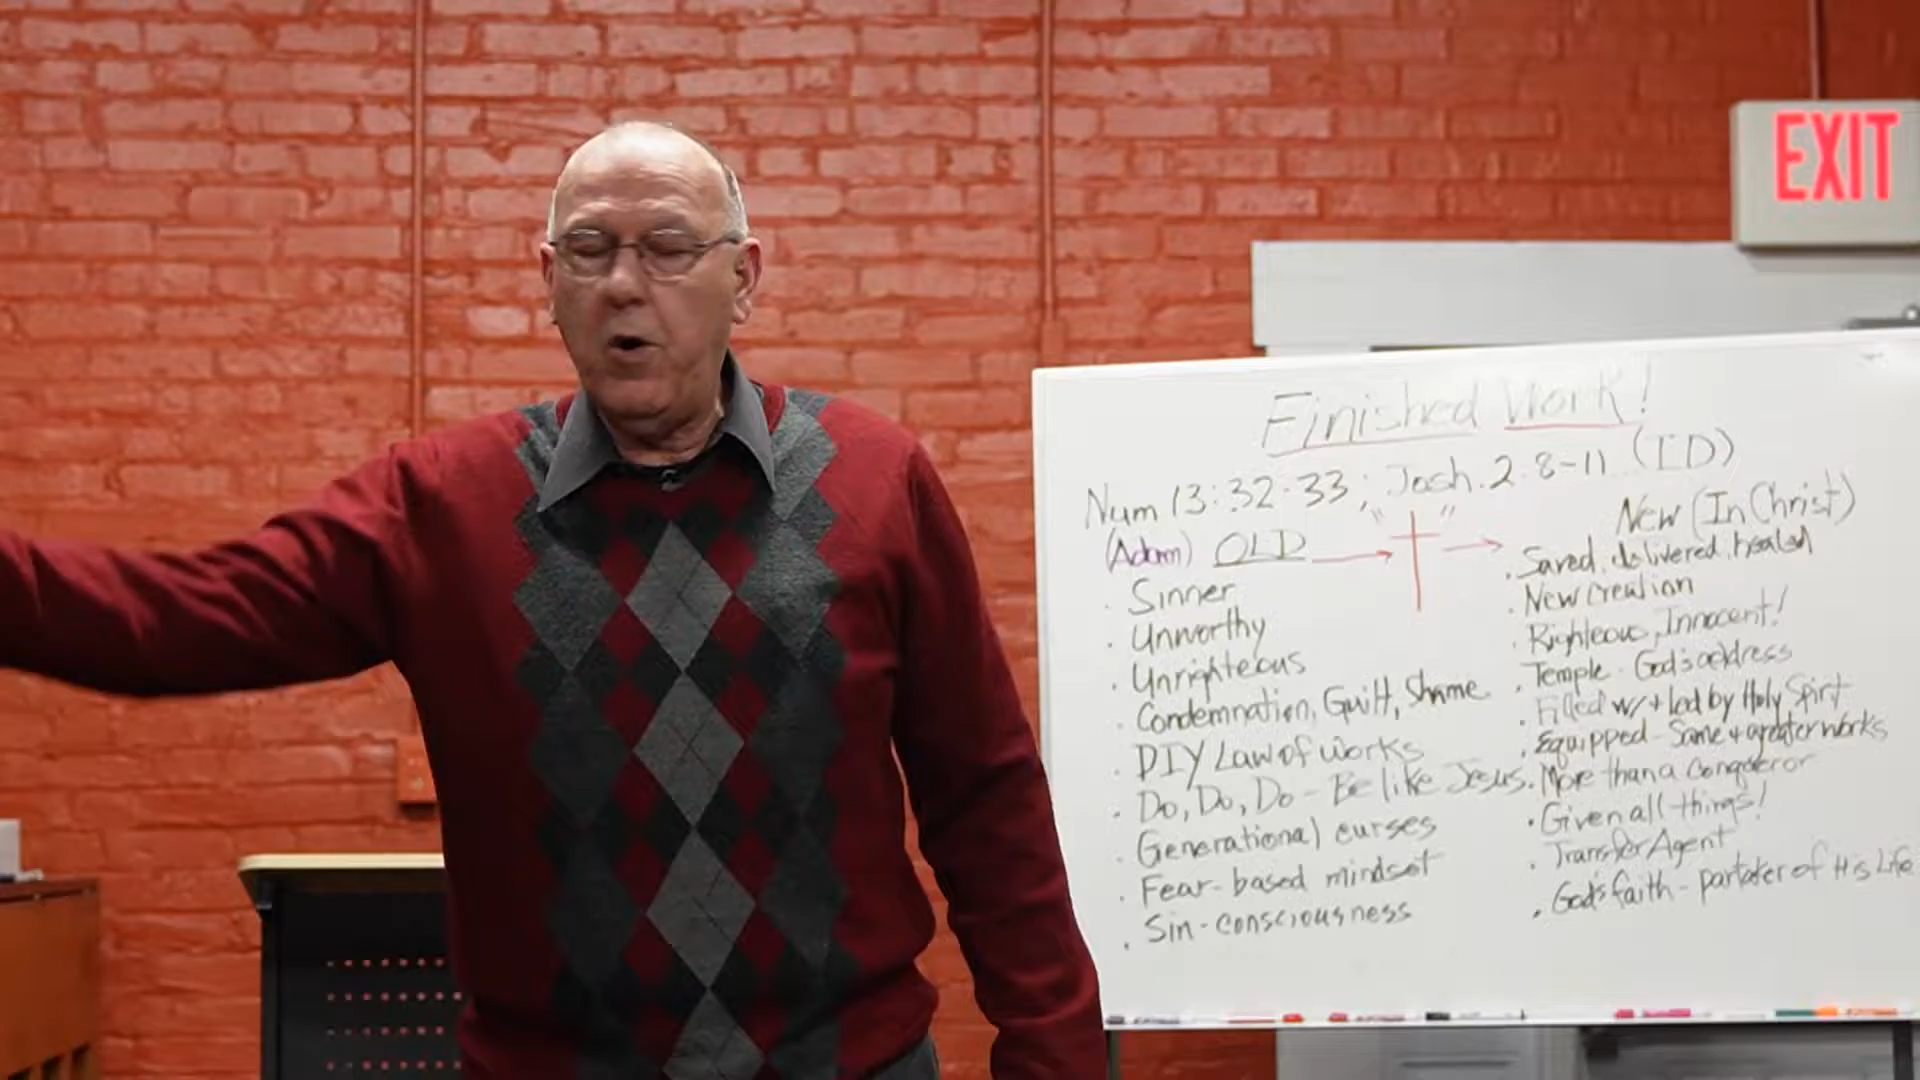 EXIT
Finished Work!
Num 13:32-33; Josh. 2:8-11 (ID)
(Adam) OLD
Sinner
Unworthy
Unrighteous
Condemnation, Guilt, Shame
DIY Law of works
Do, Do, Do - Be like Jesus
Generational curses
Fear-based mindset
Sin-consciousness
New (In Christ)
Saved, delivered, healed
New Creation
Righteous, Innocent!
Temple - God's address
Filled w/ + led by Holy Spirit
Equipped - Same + greater works
More than a Conqueror
Given all things!
Transfer Agent
God's faith - partaker of His Life